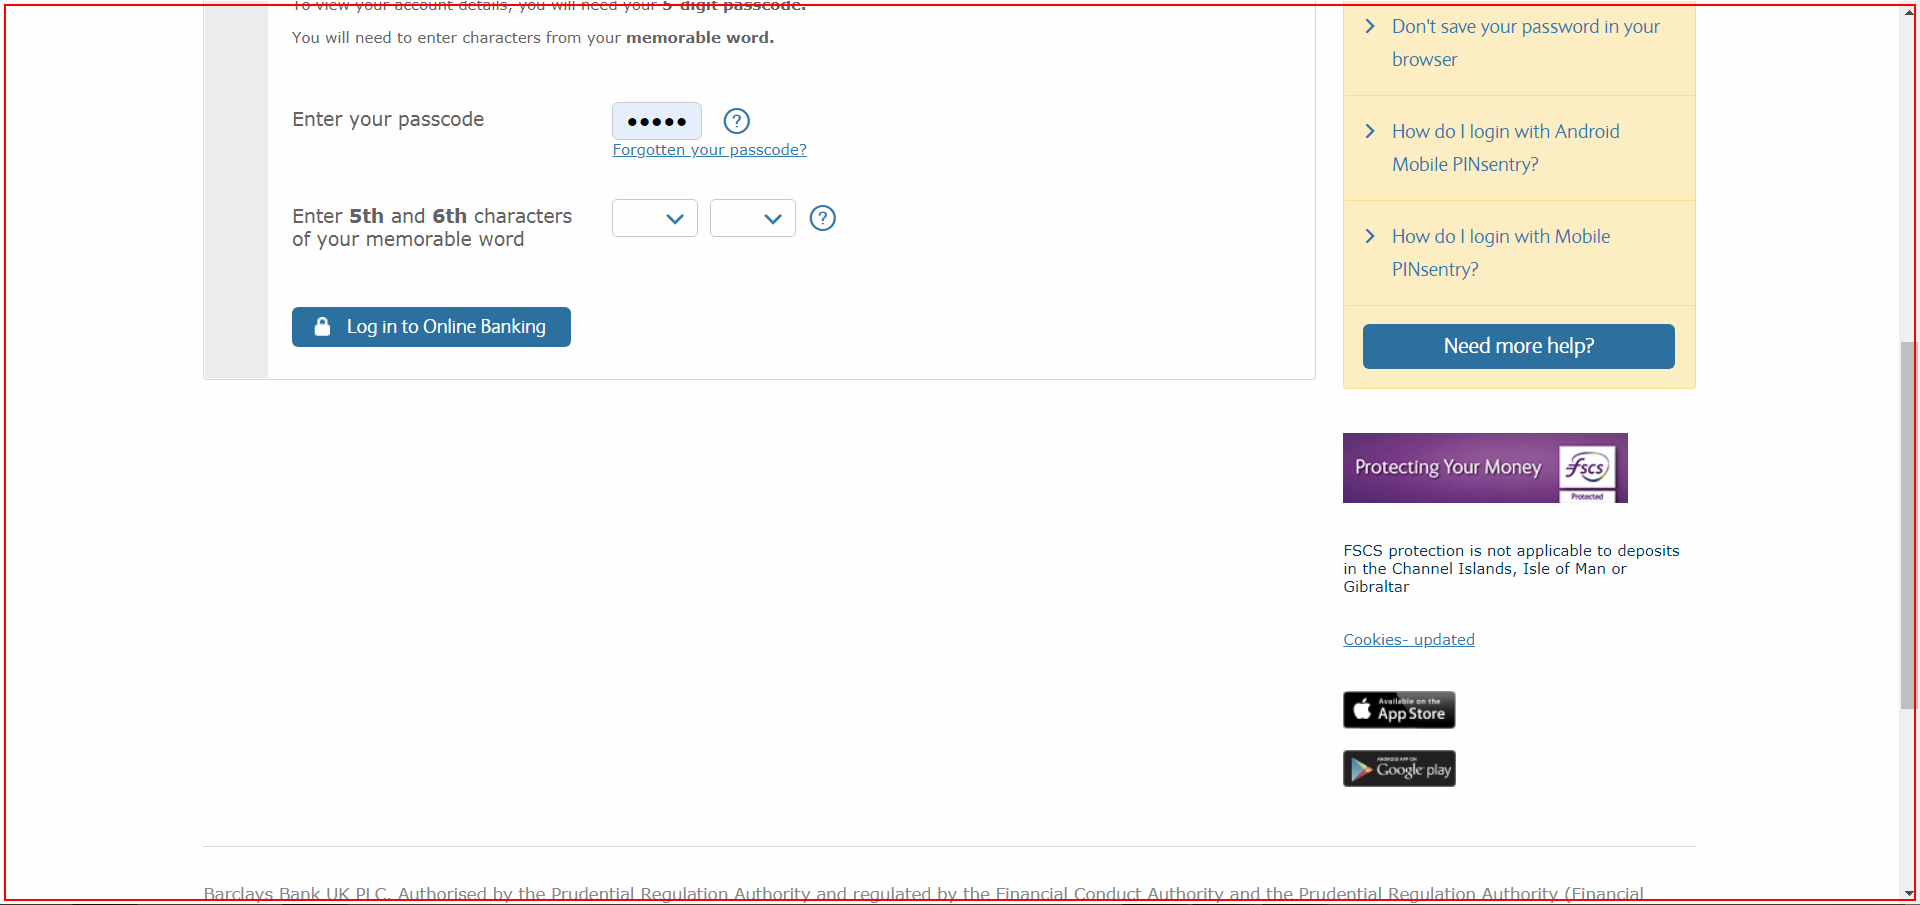 To view your account details, you will need your 5-digit passcode.
You will need to enter characters from your memorable word.
Enter your passcode
Forgotten your passcode?
Enter 5th and 6th characters
of your memorable word
Log in to Online Banking
Don't save your password in your
browser
How do I login with Android
Mobile PINsentry?
How do I login with Mobile
PINsentry?
Need more help?
Protecting Your Money
fscs
Protected
FSCS protection is not applicable to deposits
in the Channel Islands, Isle of Man or
Gibraltar
Cookies- updated
Available on the
App Store
ANDROID APP ON
Google play
Barclays Bank UK PLC. Authorised by the Prudential Regulation Authority and regulated by the Financial Conduct Authority and the Prudential Regulation Authority (Financial